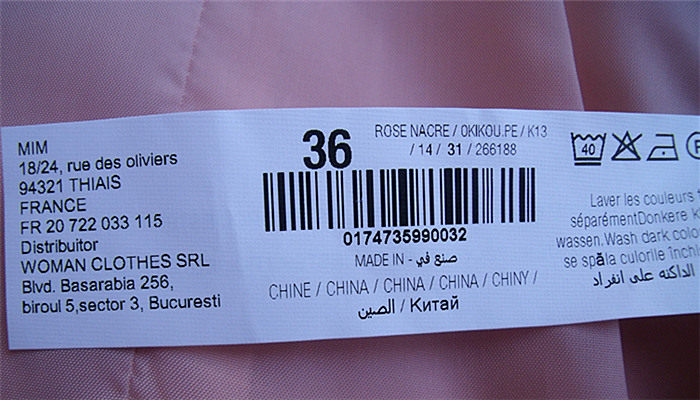 MIM
18/24, rue des oliviers
94321 THIAIS
FRANCE
FR 20 722 033 115
Distribuitor
WOMAN CLOTHES SRL
Blvd. Basarabia 256,
biroul 5,sector 3, Bucuresti
36
ROSE NACRE / OKIKOU.PE / K13
/ 14 / 31 / 266188
0174735990032
MADE IN - صنع في
CHINE / CHINA / CHINA / CHINA / CHINY /
الصين / Китай
40
P
Laver les couleurs
séparémentDonkere K
wassen.Wash dark colo
se spăla culorile închi
الداكنه على انفراد